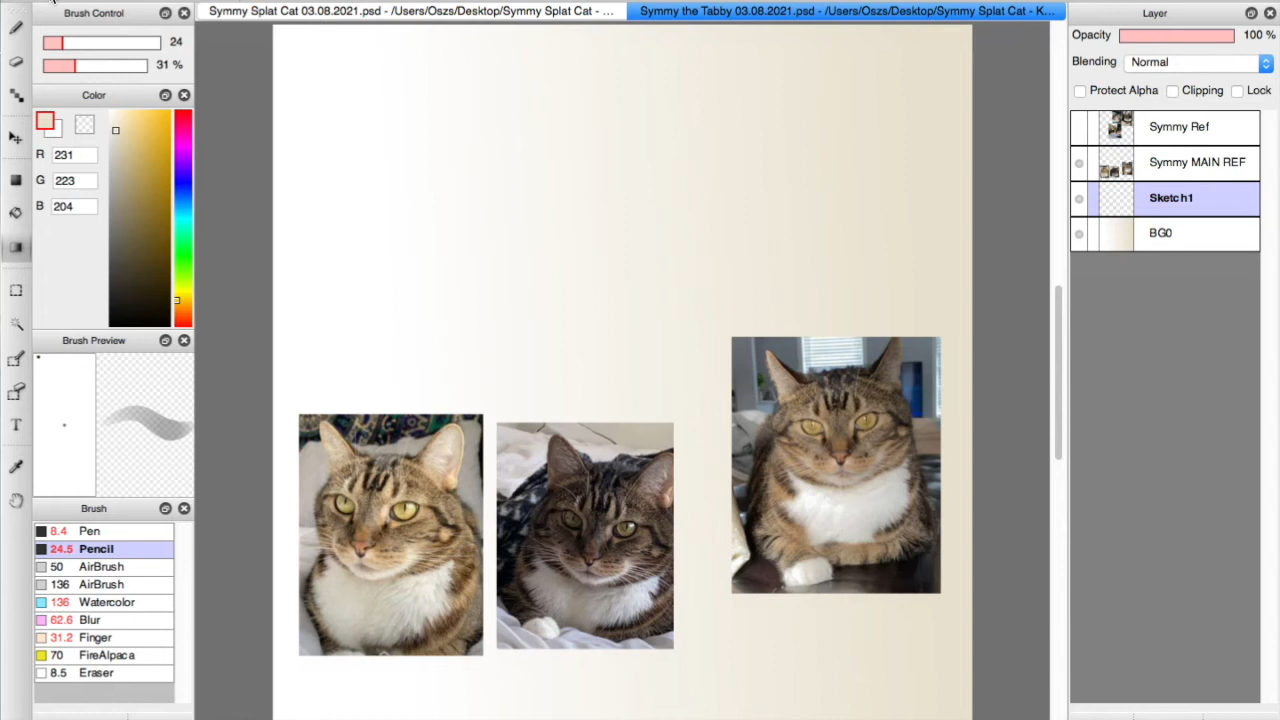 Brush Control
Symmy Splat Cat 03.08.2021.psd - /Users/Oszs/Desktop/Symmy Splat Cat - ...
Symmy the Tabby 03.08.2021.psd - /Users/Oszs/Desktop/Symmy Splat Cat - K...
Layer
24
31 %
Color
R 231
G 223
B 204
Brush Preview
Brush
8.4 Pen
24.5 Pencil
50 AirBrush
136 AirBrush
136 Watercolor
62.6 Blur
31.2 Finger
70 FireAlpaca
8.5 Eraser
T
Opacity 100 %
Blending Normal
Protect Alpha Clipping Lock
Symmy Ref
Symmy MAIN REF
Sketch1
BG0